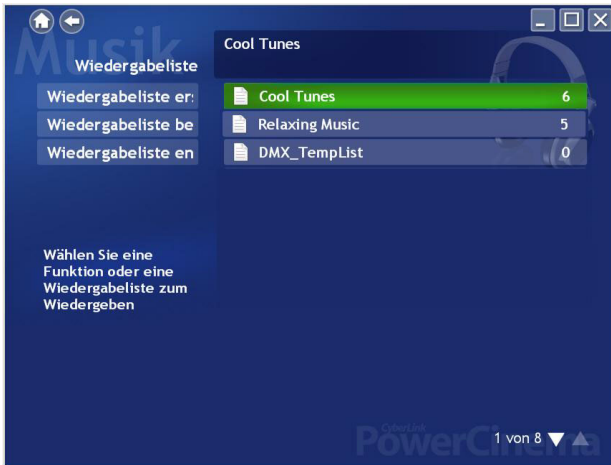 Musik
Wiedergabeliste
Cool Tunes
Wiedergabeliste er
Wiedergabeliste be
Wiedergabeliste en
Cool Tunes 6
Relaxing Music 5
DMX_TempList 0
Wählen Sie eine
Funktion oder eine
Wiedergabeliste zum
Wiedergeben
CyberLink
PowerCinema
1 von 8